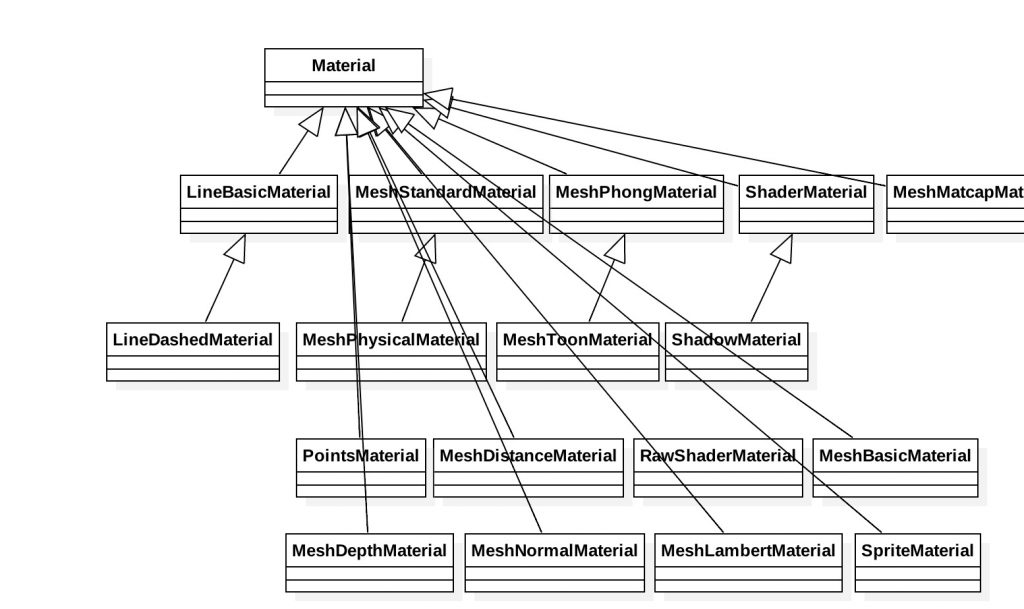 Material
LineBasicMaterial MeshStandardMaterial MeshPhongMaterial ShaderMaterial MeshMatcapMat
LineDashedMaterial MeshPhysicalMaterial MeshToonMaterial ShadowMaterial
PointsMaterial MeshDistanceMaterial RawShaderMaterial MeshBasicMaterial
MeshDepthMaterial MeshNormalMaterial MeshLambertMaterial SpriteMaterial